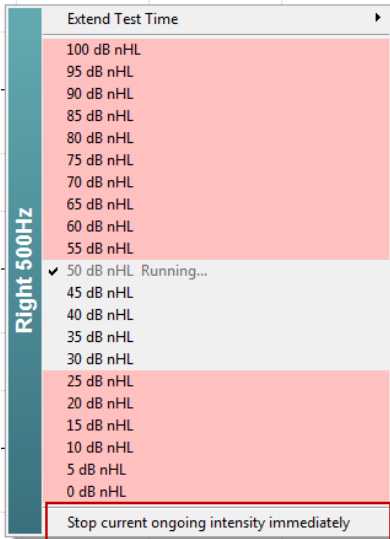 Extend Test Time
100 dB nHL
95 dB nHL
90 dB nHL
85 dB nHL
80 dB nHL
75 dB nHL
70 dB nHL
65 dB nHL
60 dB nHL
55 dB nHL
50 dB nHL Running...
45 dB nHL
40 dB nHL
35 dB nHL
30 dB nHL
25 dB nHL
20 dB nHL
15 dB nHL
10 dB nHL
5 dB nHL
0 dB nHL
Stop current ongoing intensity immediately
Right 500Hz